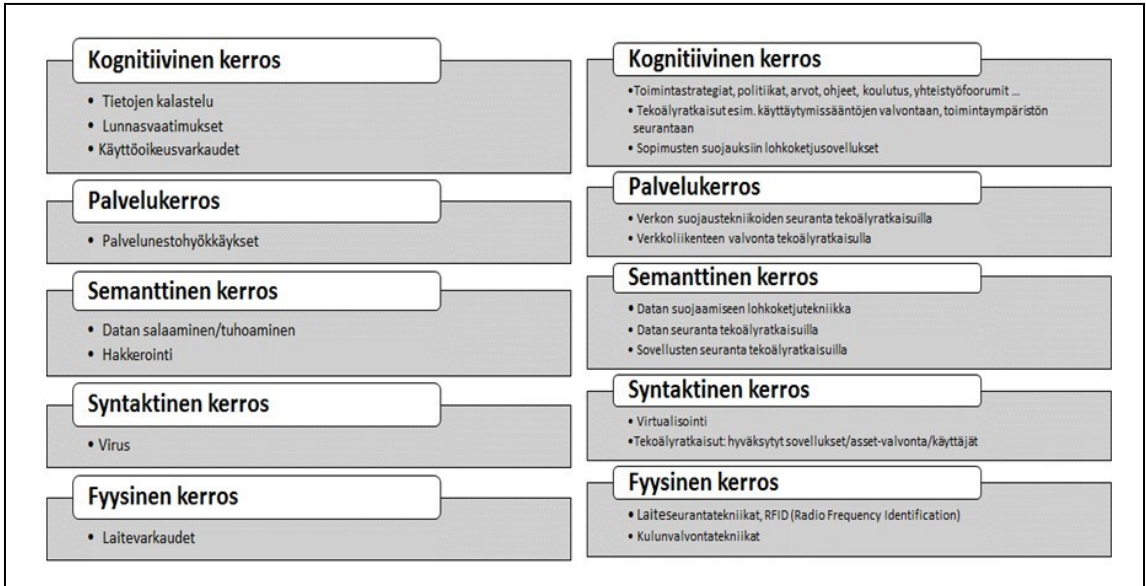 Kognitiivinen kerros
• Tietojen kalastelu
• Lunnasvaatimukset
• Käyttöoikeusvarkaudet
Palvelukerros
• Palvelunestohyökkäykset
Semanttinen kerros
• Datan salaaminen/tuhoaminen
• Hakkerointi
Syntaktinen kerros
• Virus
Fyysinen kerros
• Laitevarkaudet
Kognitiivinen kerros
•Toimintastrategiat, politiikat, arvot, ohjeet, koulutus, yhteistyöfoorumit ...
• Tekoälyratkaisut esim. käyttäytymissääntöjen valvontaan, toimintaympäristön
seurantaan
• Sopimusten suojauksiin lohkoketjusovellukset
Palvelukerros
• Verkon suojaustekniikoiden seuranta tekoälyratkaisuilla
• Verkkoliikenteen valvonta tekoälyratkaisulla
Semanttinen kerros
• Datan suojaamiseen lohkoketjutekniikka
• Datan seuranta tekoälyratkaisuilla
• Sovellusten seuranta tekoälyratkaisuilla
Syntaktinen kerros
• Virtualisointi
•Tekoälyratkaisut: hyväksytyt sovellukset/asset-valvonta/käyttäjät
Fyysinen kerros
• Laiteseurantatekniikat, RFID (Radio Frequency Identification)
• Kulunvalvontatekniikat